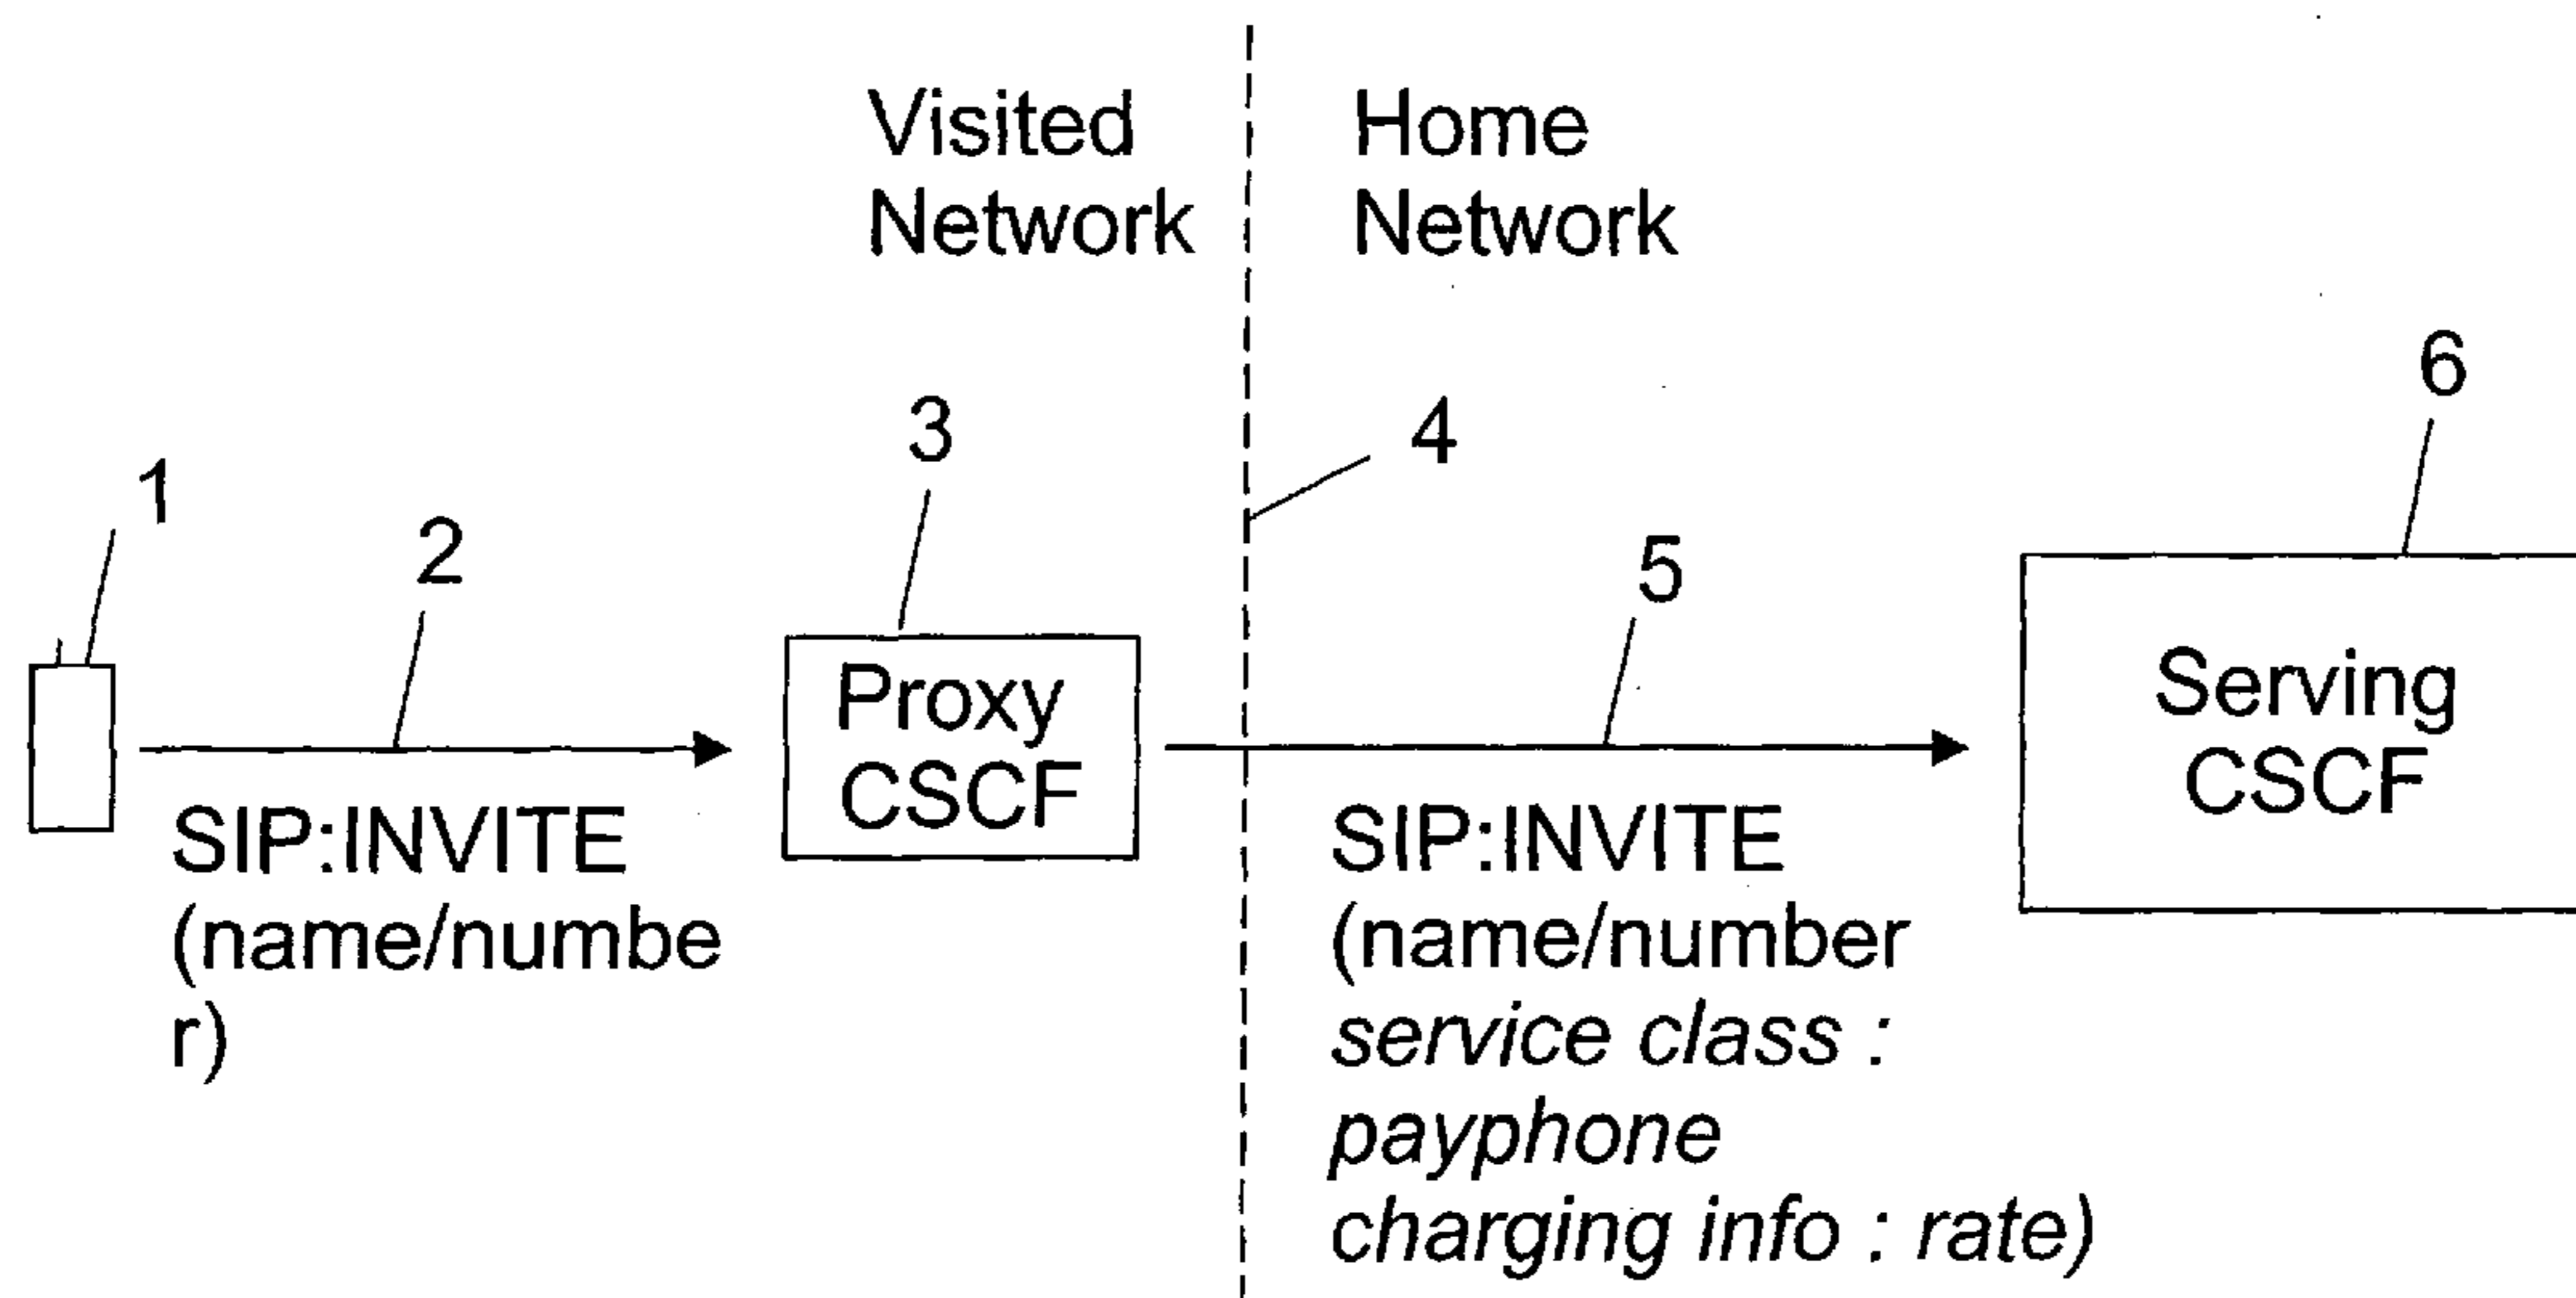 Visited
Network
Home
Network
6
3
4
1
2
5
Proxy
CSCF
Serving
CSCF
SIP:INVITE
(name/numbe
r)
SIP:INVITE
(name/number
service class :
payphone
charging info : rate)